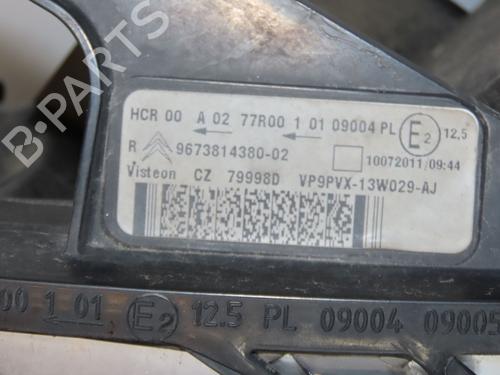 B-PARTS
HCR 00 A 02 77R00 1 01 09004 PL E2 12,5
R 9673814380-02 10072011/09:44
Visteon CZ 79998D VP9PVX-13W029-AJ
00 1 01 E2 12.5 PL 09004 09005